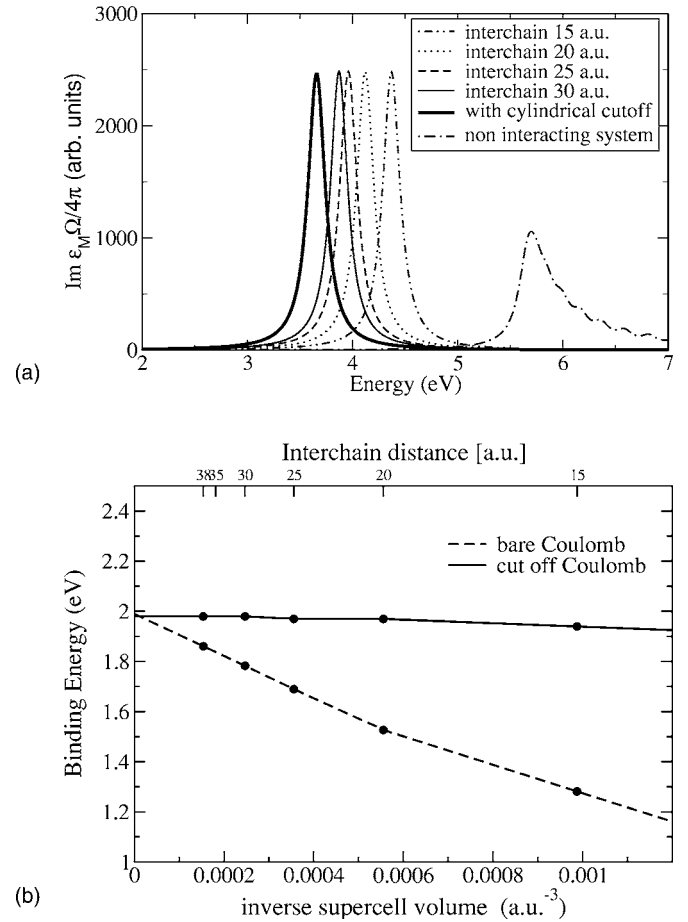 3000
2000
1000
0
Im ε_MΩ/4π (arb. units)
interchain 15 a.u.
interchain 20 a.u.
interchain 25 a.u.
interchain 30 a.u.
with cylindrical cutoff
non interacting system
2 3 4 5 6 7
Energy (eV)
(a)
Interchain distance [a.u.]
38 35 30 25 20 15
2.4
2.2
2
1.8
1.6
1.4
1.2
1
Binding Energy (eV)
bare Coulomb
cut off Coulomb
0 0.0002 0.0004 0.0006 0.0008 0.001
inverse supercell volume (a.u.⁻³)
(b)